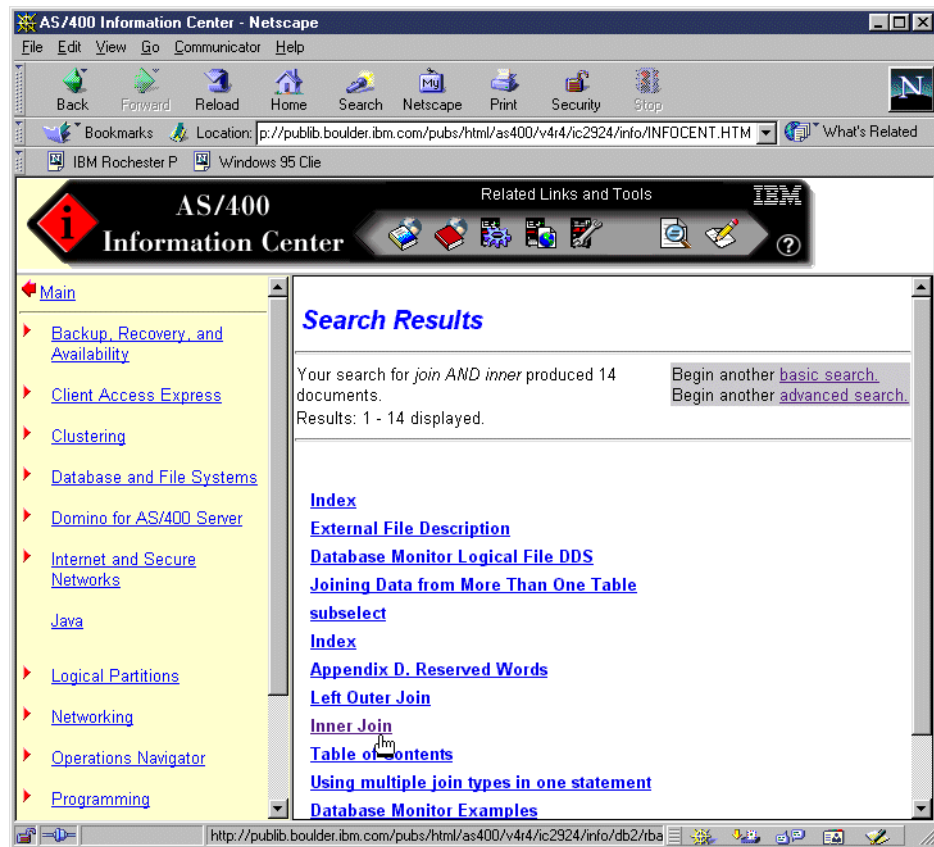 AS/400 Information Center - Netscape
File Edit View Go Communicator Help
Back Forward Reload Home Search Netscape Print Security Stop
My
N
Bookmarks Location: p://publib.boulder.ibm.com/pubs/html/as400/v4r4/ic2924/info/INFOCENT.HTM What's Related
IBM Rochester P Windows 95 Clie
i
AS/400
Information Center
Related Links and Tools
IBM
?
Main
Backup, Recovery, and
Availability
Client Access Express
Clustering
Database and File Systems
Domino for AS/400 Server
Internet and Secure
Networks
Java
Logical Partitions
Networking
Operations Navigator
Programming
Search Results
Your search for join AND inner produced 14
documents.
Results: 1 - 14 displayed.
Begin another basic search.
Begin another advanced search.
Index
External File Description
Database Monitor Logical File DDS
Joining Data from More Than One Table
subselect
Index
Appendix D. Reserved Words
Left Outer Join
Inner Join
Table of Contents
Using multiple join types in one statement
Database Monitor Examples
http://publib.boulder.ibm.com/pubs/html/as400/v4r4/ic2924/info/db2/rba